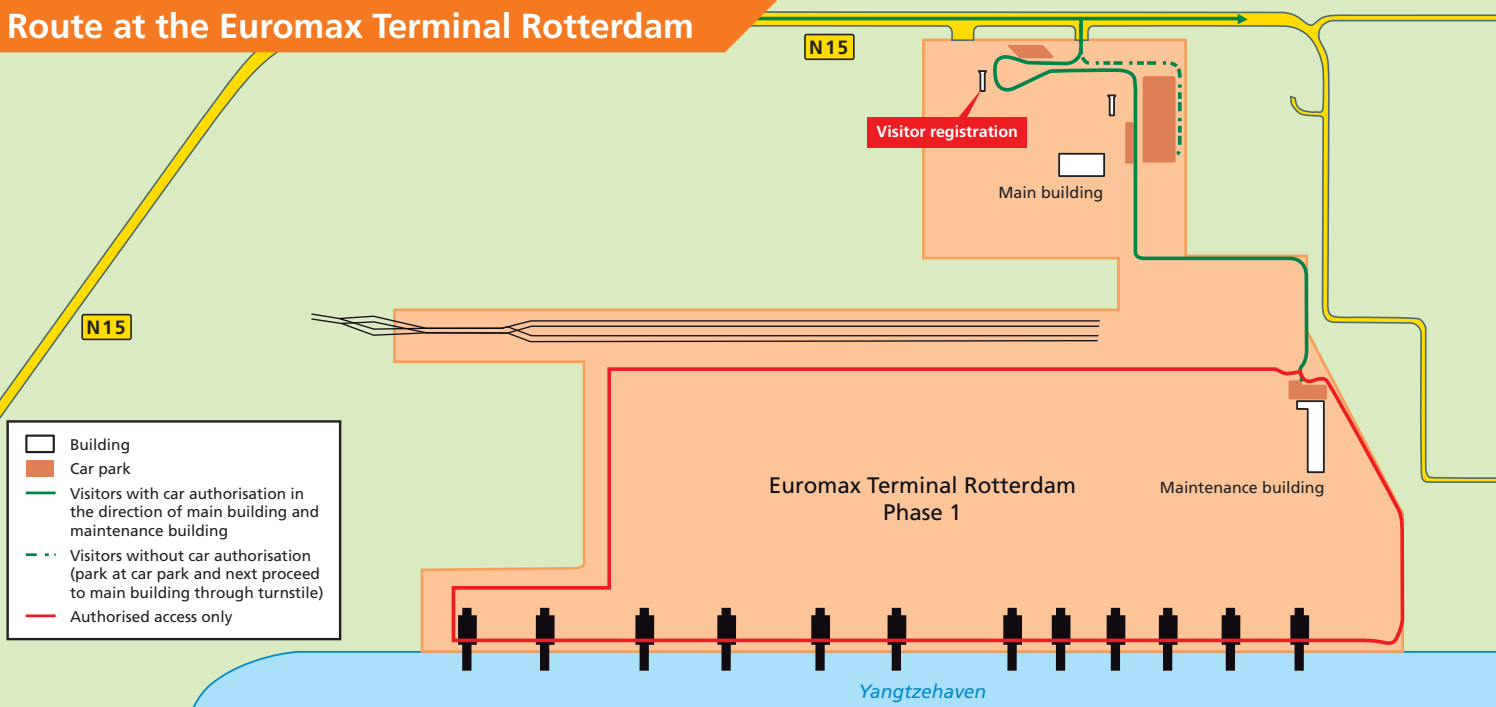 Route at the Euromax Terminal Rotterdam
N15
Visitor registration
Main building
N15
Building
Car park
Visitors with car authorisation in
the direction of main building and
maintenance building
Visitors without car authorisation
(park at car park and next proceed
to main building through turnstile)
Authorised access only
Euromax Terminal Rotterdam
Phase 1
Maintenance building
Yangtzehaven